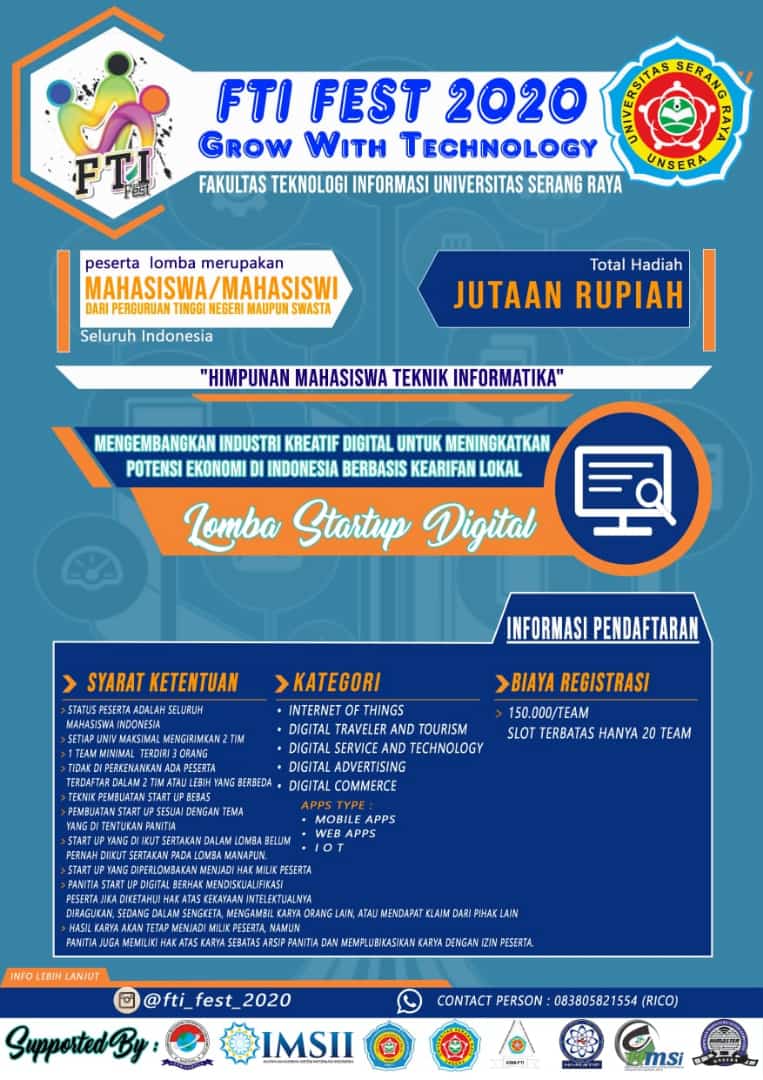 FTI
Fest
FTI FEST 2020
GROW WITH TECHNOLOGY
FAKULTAS TEKNOLOGI INFORMASI UNIVERSITAS SERANG RAYA
UNIVERSITAS SERANG RAYA
UNSERA
peserta lomba merupakan
MAHASISWA/MAHASISWI
DARI PERGURUAN TINGGI NEGERI MAUPUN SWASTA
Seluruh Indonesia
Total Hadiah
JUTAAN RUPIAH
"HIMPUNAN MAHASISWA TEKNIK INFORMATIKA"
MENGEMBANGKAN INDUSTRI KREATIF DIGITAL UNTUK MENINGKATKAN
POTENSI EKONOMI DI INDONESIA BERBASIS KEARIFAN LOKAL
Lomba Startup Digital
INFORMASI PENDAFTARAN
SYARAT KETENTUAN
> STATUS PESERTA ADALAH SELURUH
MAHASISWA INDONESIA
> SETIAP UNIV MAKSIMAL MENGIRIMKAN 2 TIM
> 1 TEAM MINIMAL TERDIRI 3 ORANG
> TIDAK DI PERKENANKAN ADA PESERTA
TERDAFTAR DALAM 2 TIM ATAU LEBIH YANG BERBEDA
> TEKNIK PEMBUATAN START UP BEBAS
> PEMBUATAN START UP SESUAI DENGAN TEMA
YANG DI TENTUKAN PANITIA
> START UP YANG DI IKUT SERTAKAN DALAM LOMBA BELUM
PERNAH DIIKUT SERTAKAN PADA LOMBA MANAPUN.
> START UP YANG DIPERLOMBAKAN MENJADI HAK MILIK PESERTA
> PANITIA START UP DIGITAL BERHAK MENDISKUALIFIKASI
PESERTA JIKA DIKETAHUI HAK ATAS KEKAYAAN INTELEKTUALNYA
DIRAGUKAN, SEDANG DALAM SENGKETA, MENGAMBIL KARYA ORANG LAIN, ATAU MENDAPAT KLAIM DARI PIHAK LAIN
> HASIL KARYA AKAN TETAP MENJADI MILIK PESERTA, NAMUN
PANITIA JUGA MEMILIKI HAK ATAS KARYA SEBATAS ARSIP PANITIA DAN MEMPLUBIKASIKAN KARYA DENGAN IZIN PESERTA.
KATEGORI
• INTERNET OF THINGS
• DIGITAL TRAVELER AND TOURISM
• DIGITAL SERVICE AND TECHNOLOGY
• DIGITAL ADVERTISING
• DIGITAL COMMERCE
APPS TYPE :
• MOBILE APPS
• WEB APPS
• I O T
BIAYA REGISTRASI
> 150.000/TEAM
SLOT TERBATAS HANYA 20 TEAM
INFO LEBIH LANJUT
@fti_fest_2020
CONTACT PERSON : 083805821554 (RICO)
Supported By :
IMSII